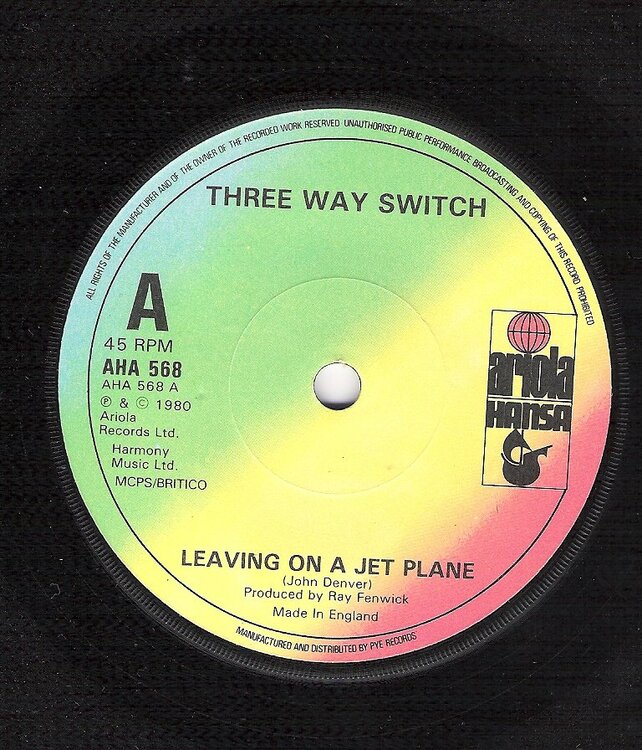 ALL RIGHTS OF THE MANUFACTURER AND OF THE OWNER OF THE RECORDED WORK RESERVED UNAUTHORISED PUBLIC PERFORMANCE BROADCASTING AND COPYING OF THIS RECORD PROHIBITED
THREE WAY SWITCH
A
45 RPM
AHA 568
AHA 568 A
℗ & © 1980
Ariola
Records Ltd.
Harmony
Music Ltd.
MCPS/BRITICO
ariola
HANSA
LEAVING ON A JET PLANE
(John Denver)
Produced by Ray Fenwick
Made In England
MANUFACTURED AND DISTRIBUTED BY PYE RECORDS